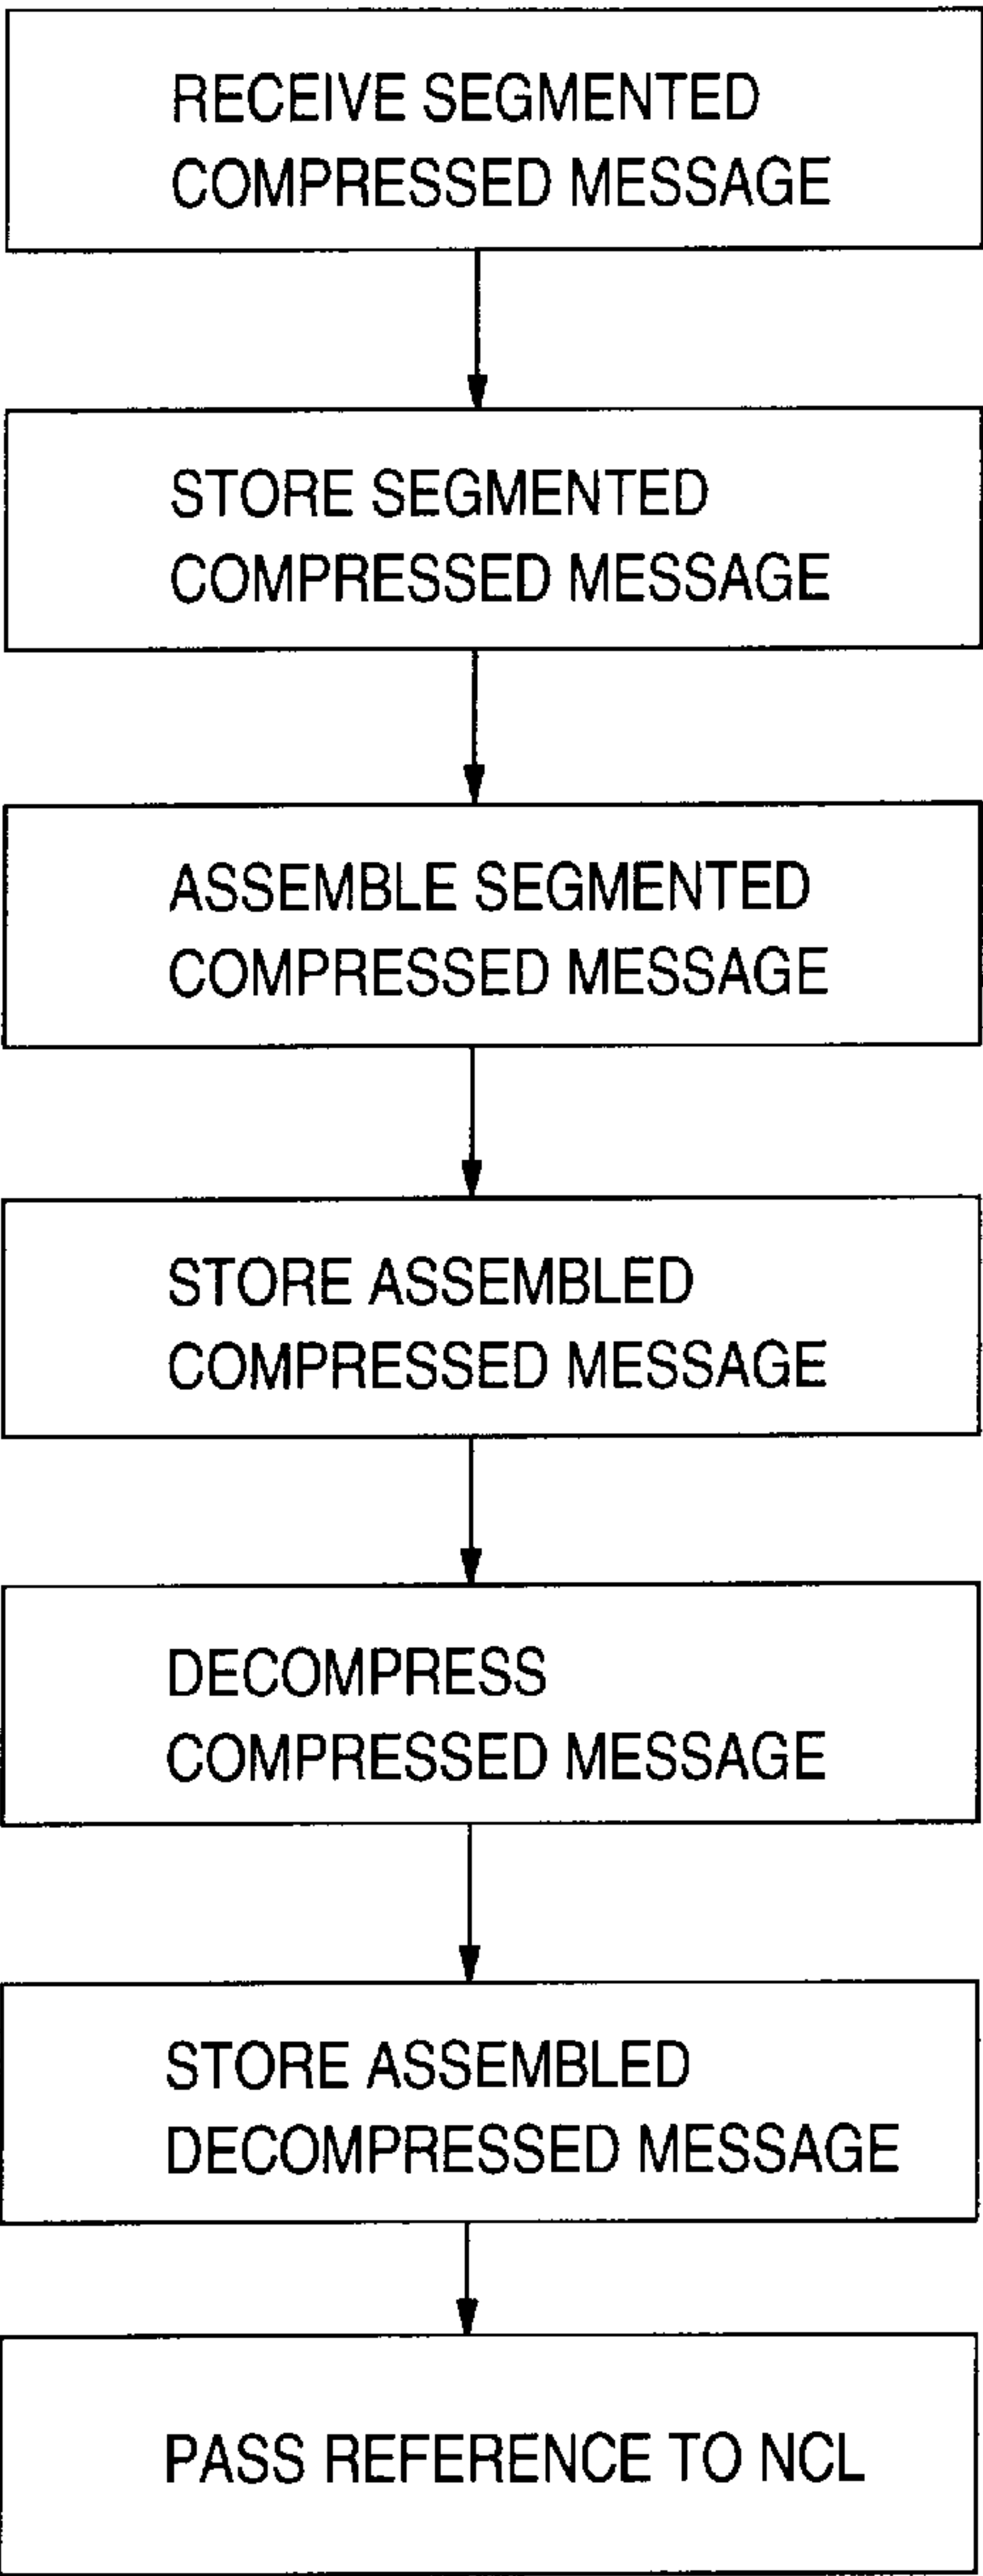 RECEIVE SEGMENTED
COMPRESSED MESSAGE
STORE SEGMENTED
COMPRESSED MESSAGE
ASSEMBLE SEGMENTED
COMPRESSED MESSAGE
STORE ASSEMBLED
COMPRESSED MESSAGE
DECOMPRESS
COMPRESSED MESSAGE
STORE ASSEMBLED
DECOMPRESSED MESSAGE
PASS REFERENCE TO NCL